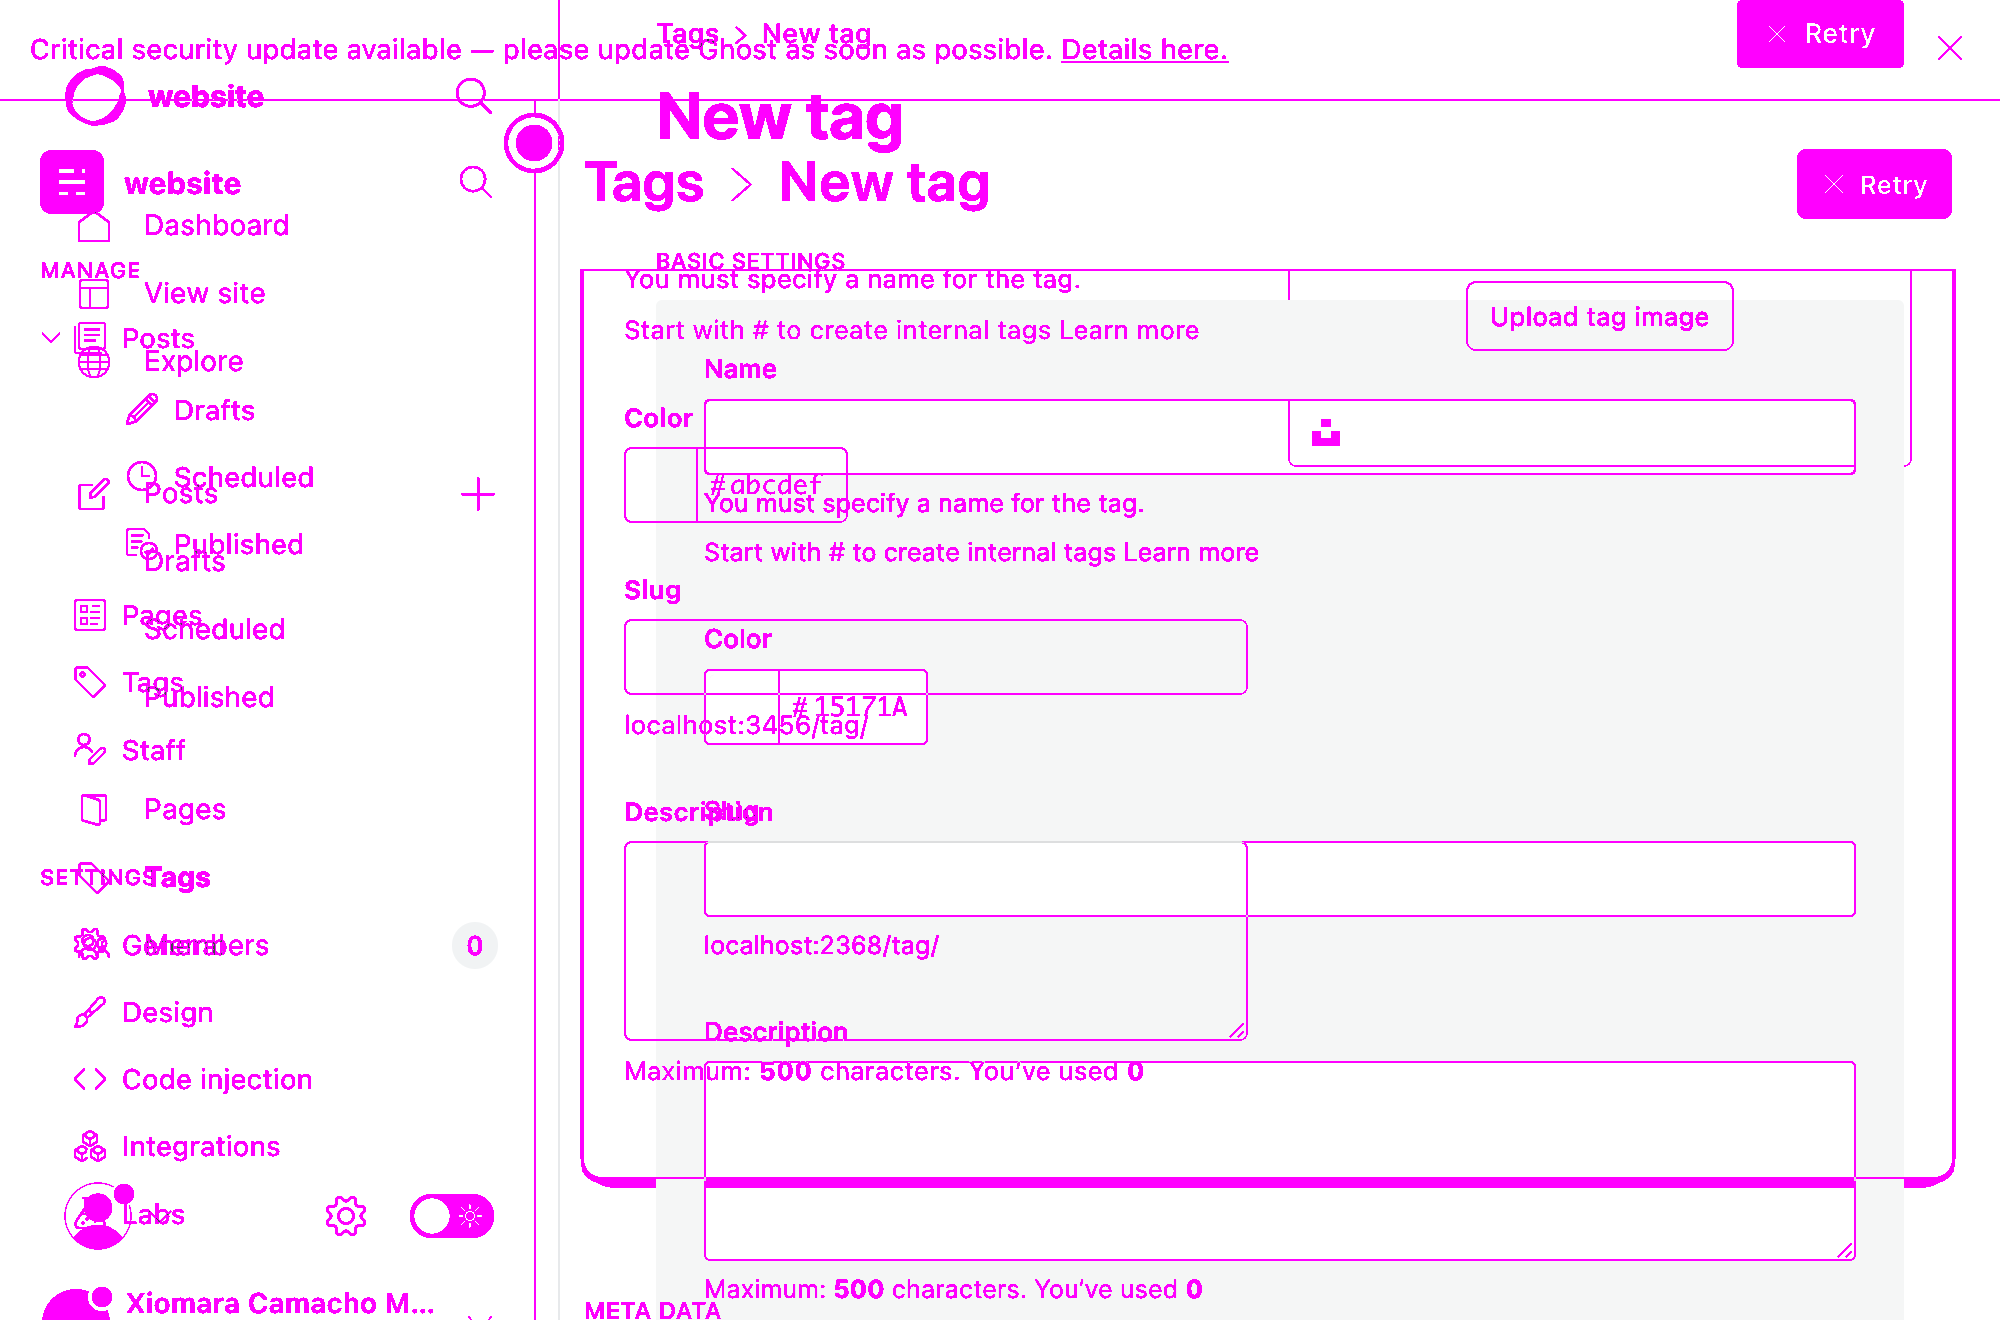 Tags > New tag
Critical security update available — please update Ghost as soon as possible. Details here.
Retry
website
New tag
website
Tags > New tag
Retry
Dashboard
BASIC SETTINGS
MANAGE
You must specify a name for the tag.
View site
Upload tag image
Start with # to create internal tags Learn more
Posts
Explore
Name
Drafts
Color
Scheduled
#abcdef
Posts
You must specify a name for the tag.
Published
Start with # to create internal tags Learn more
Drafts
Slug
Pages
Scheduled
Color
Tags
Published
#15171A
localhost:3456/tag/
Staff
Pages
Description
Slug
SETTINGS
Tags
General
Members
0
localhost:2368/tag/
Design
Description
Maximum: 500 characters. You’ve used 0
Code injection
Integrations
Labs
Maximum: 500 characters. You’ve used 0
Xiomara Camacho M...
META DATA